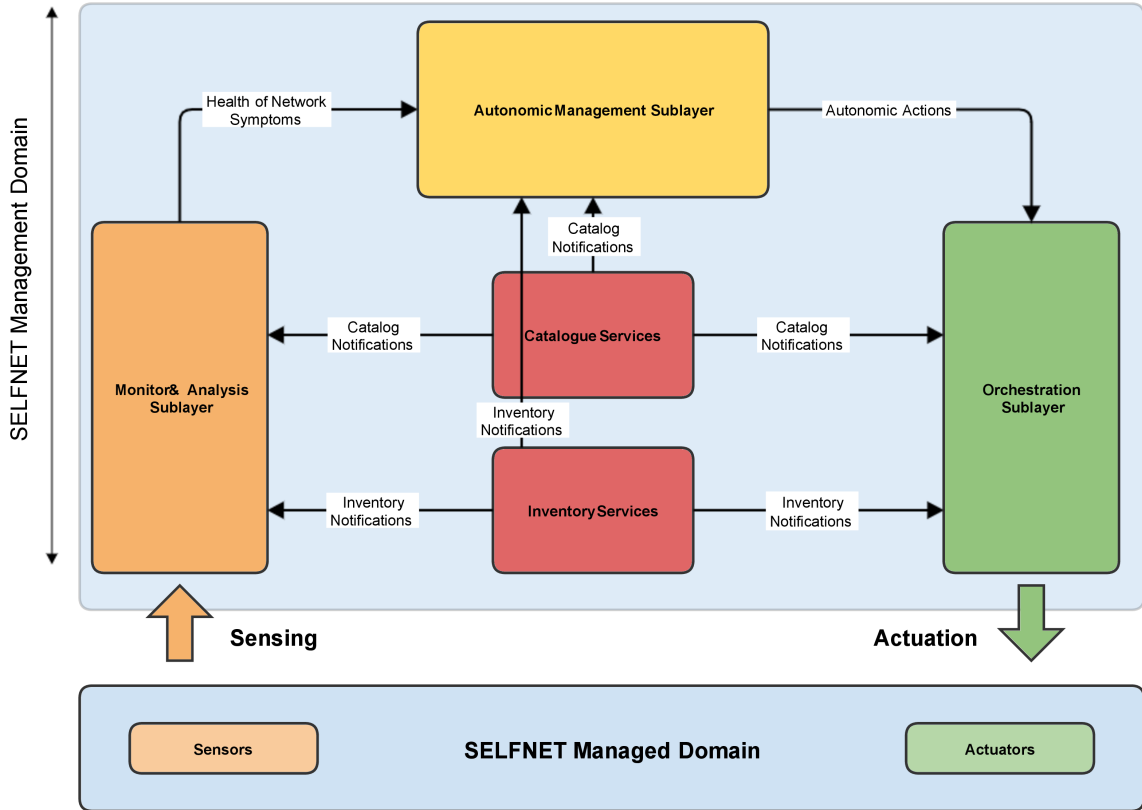 SELFNET Management Domain
Health of Network
Symptoms
Autonomic Management Sublayer
Autonomic Actions
Catalog
Notifications
Monitor& Analysis
Sublayer
Catalog
Notifications
Catalogue Services
Catalog
Notifications
Orchestration
Sublayer
Inventory
Notifications
Inventory
Notifications
Inventory Services
Inventory
Notifications
Sensing
Actuation
Sensors
SELFNET Managed Domain
Actuators